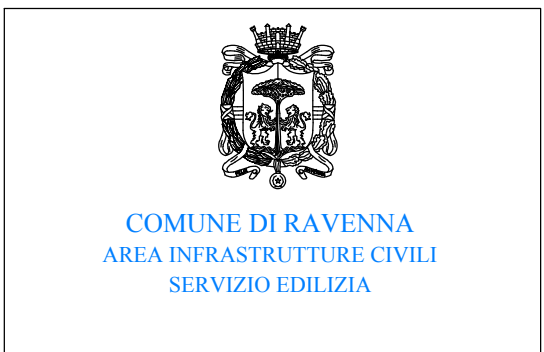 COMUNE DI RAVENNA
AREA INFRASTRUTTURE CIVILI
SERVIZIO EDILIZIA